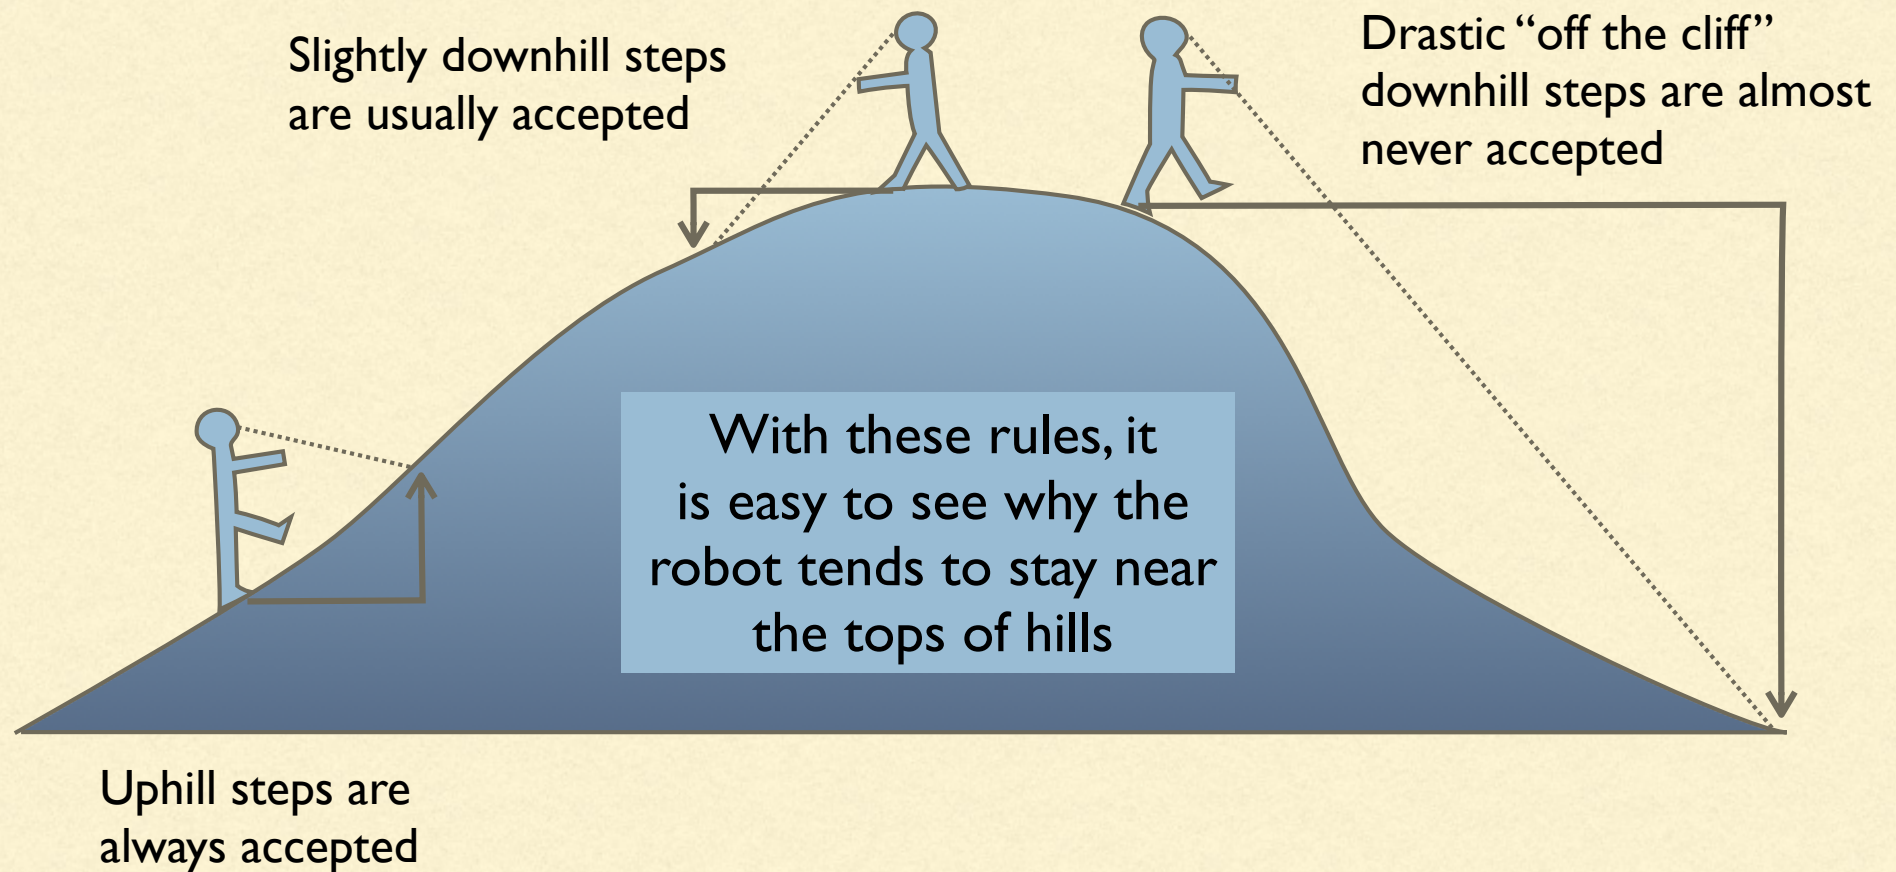 Slightly downhill steps
are usually accepted
Drastic “off the cliff”
downhill steps are almost
never accepted
With these rules, it
is easy to see why the
robot tends to stay near
the tops of hills
Uphill steps are
always accepted